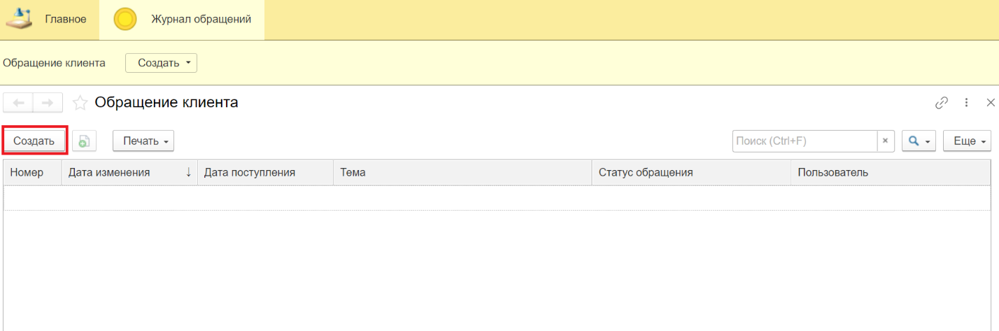 Главное Журнал обращений
Обращение клиента Создать
Обращение клиента
Создать Печать Поиск (Ctrl+F) × Еще
Номер Дата изменения ↓ Дата поступления Тема Статус обращения Пользователь